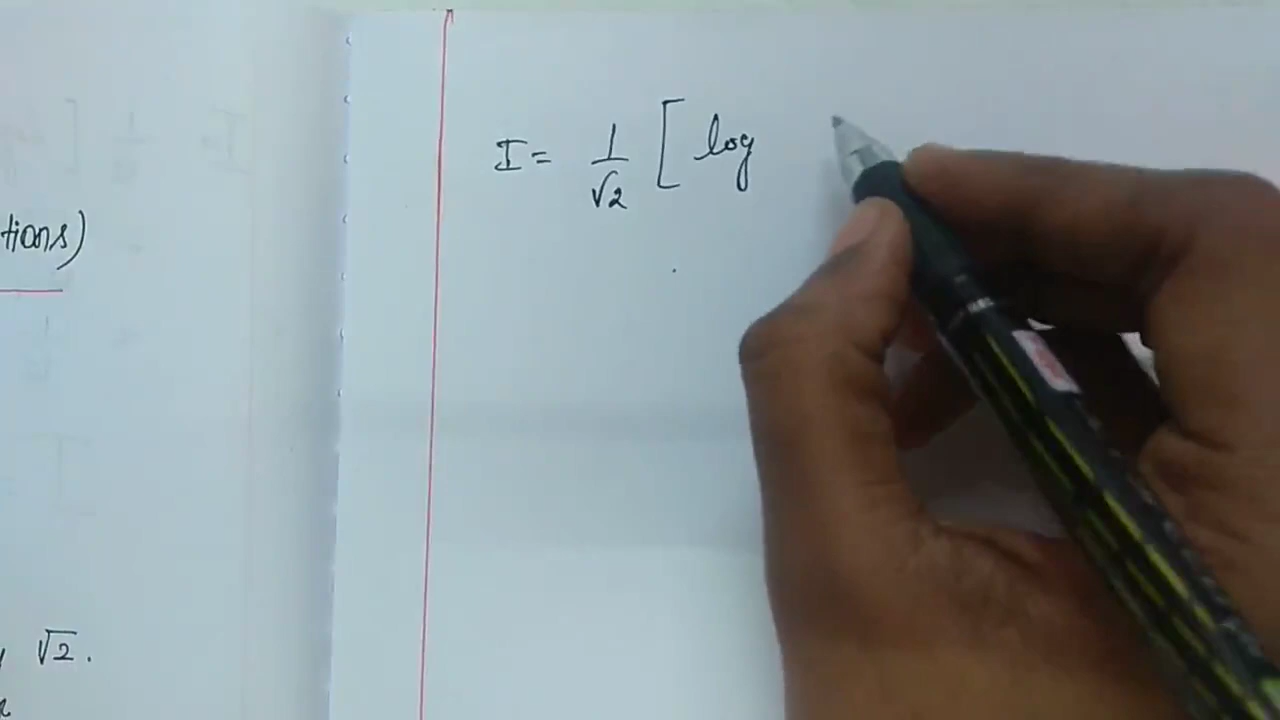 tions)
√2.
I = 1/√2 [ log